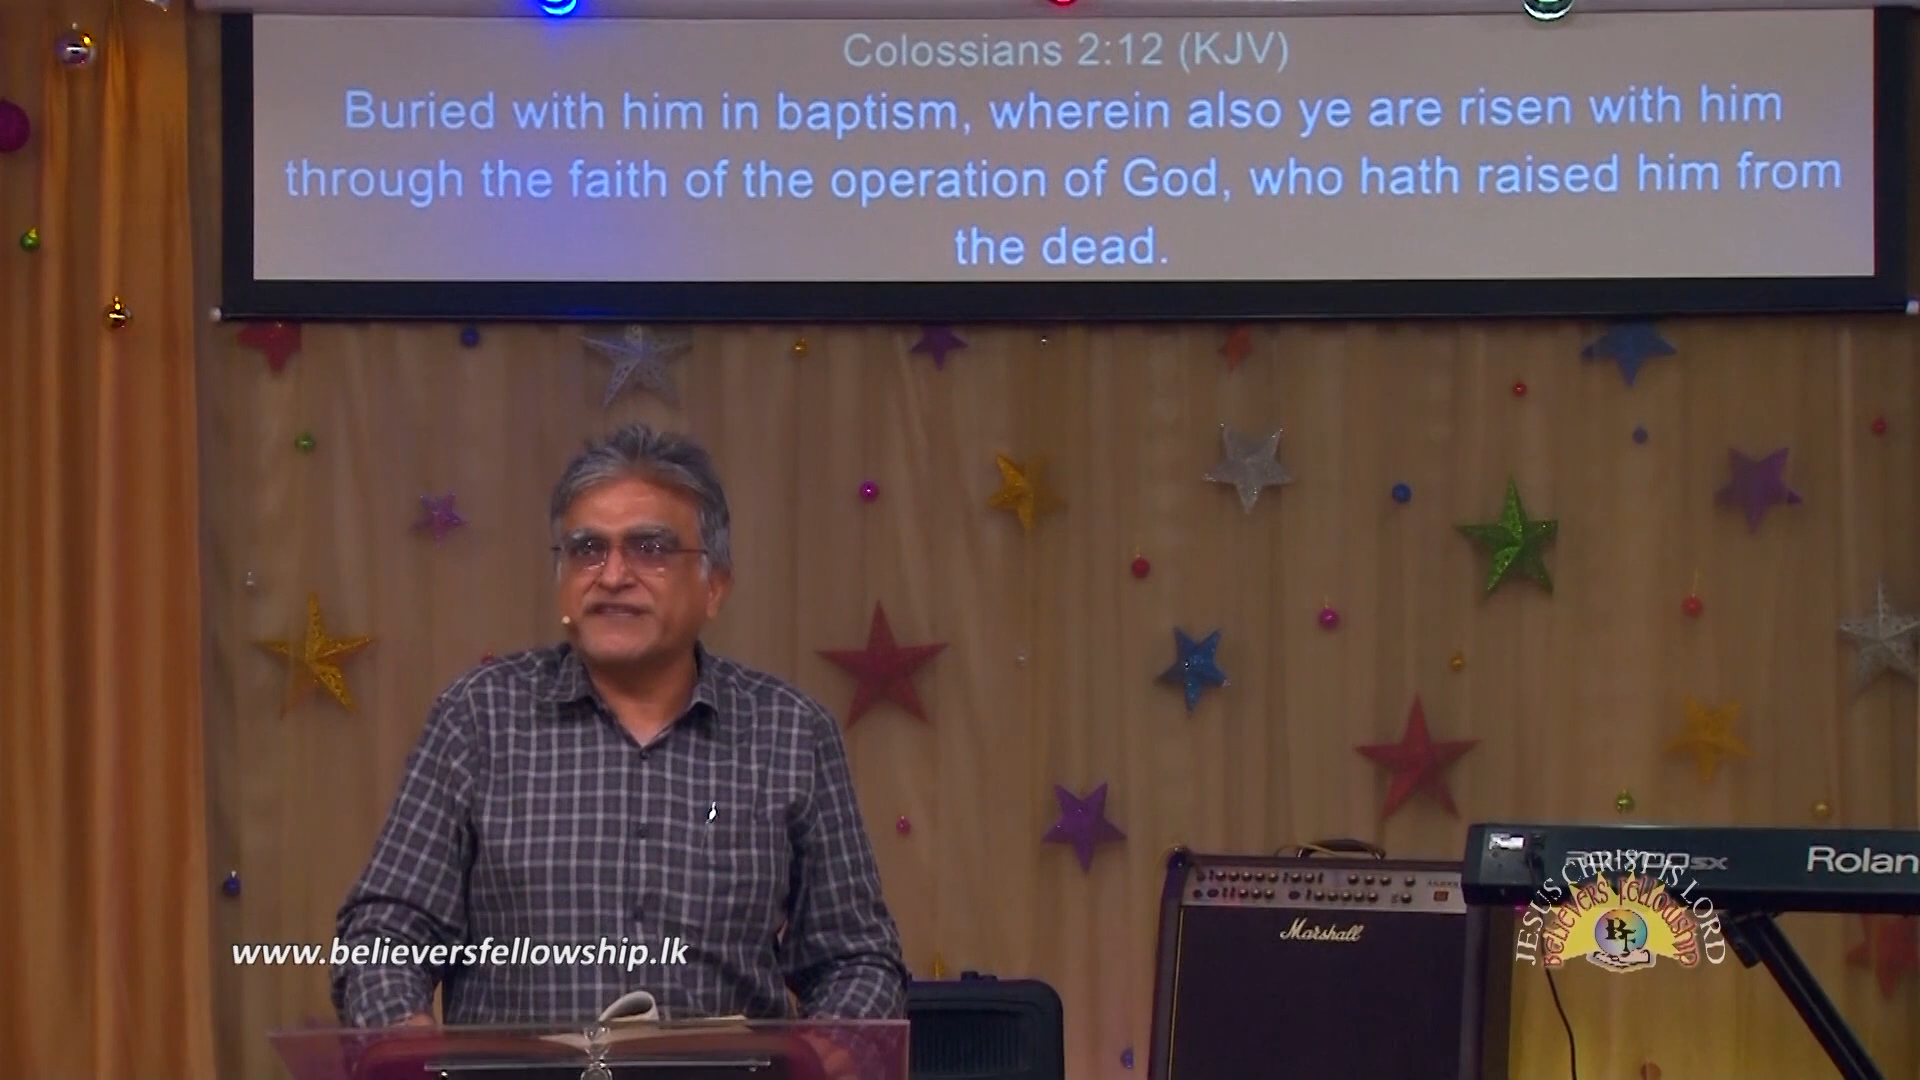 Colossians 2:12 (KJV)
Buried with him in baptism, wherein also ye are risen with him
through the faith of the operation of God, who hath raised him from
the dead.
www.believersfellowship.lk
Marshall
Rolan
JESUS CHRIST IS LORD
BELIEVERS' FELLOWSHIP
BF